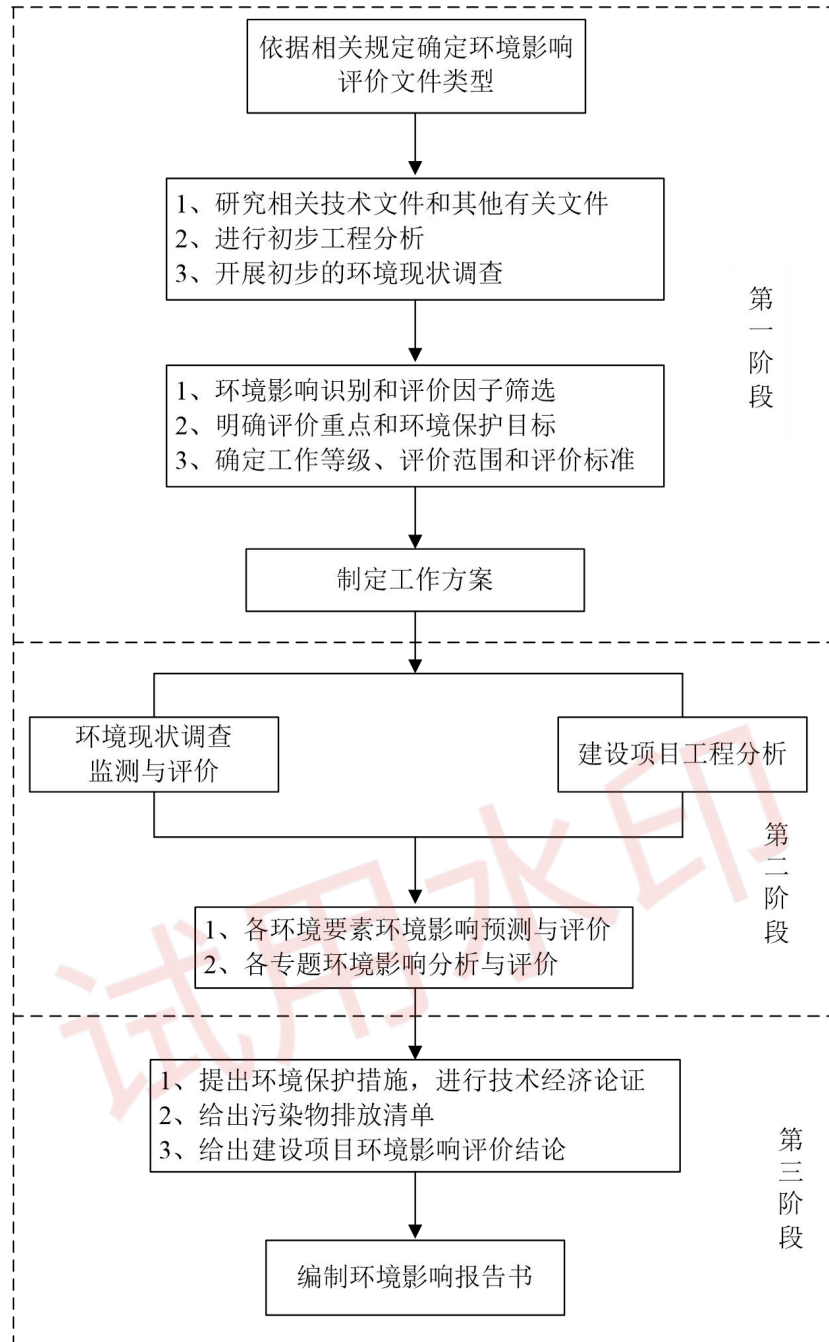 依据相关规定确定环境影响
评价文件类型
1、研究相关技术文件和其他有关文件
2、进行初步工程分析
3、开展初步的环境现状调查
第一阶段
1、环境影响识别和评价因子筛选
2、明确评价重点和环境保护目标
3、确定工作等级、评价范围和评价标准
制定工作方案
环境现状调查
监测与评价
建设项目工程分析
第二阶段
1、各环境要素环境影响预测与评价
2、各专题环境影响分析与评价
试用水印
1、提出环境保护措施，进行技术经济论证
2、给出污染物排放清单
3、给出建设项目环境影响评价结论
第三阶段
编制环境影响报告书